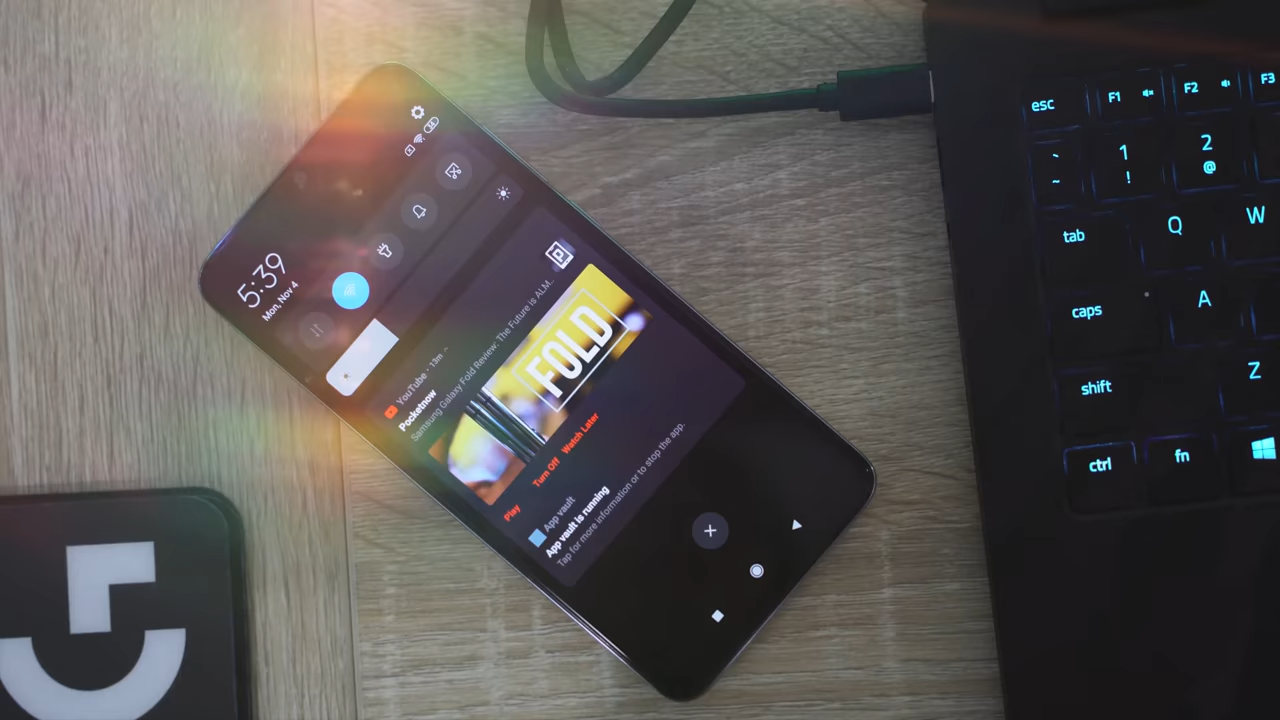 5:39
Mon, Nov 4
YouTube · 13m
Pocketnow
Samsung Galaxy Fold Review: The Future is ALM...
FOLD
Play Turn Off Watch Later
App vault
App vault is running
Tap for more information or to stop the app.
esc F1 F2 F3
~ 1 ! 2 @
tab Q W
caps A
shift Z
ctrl fn